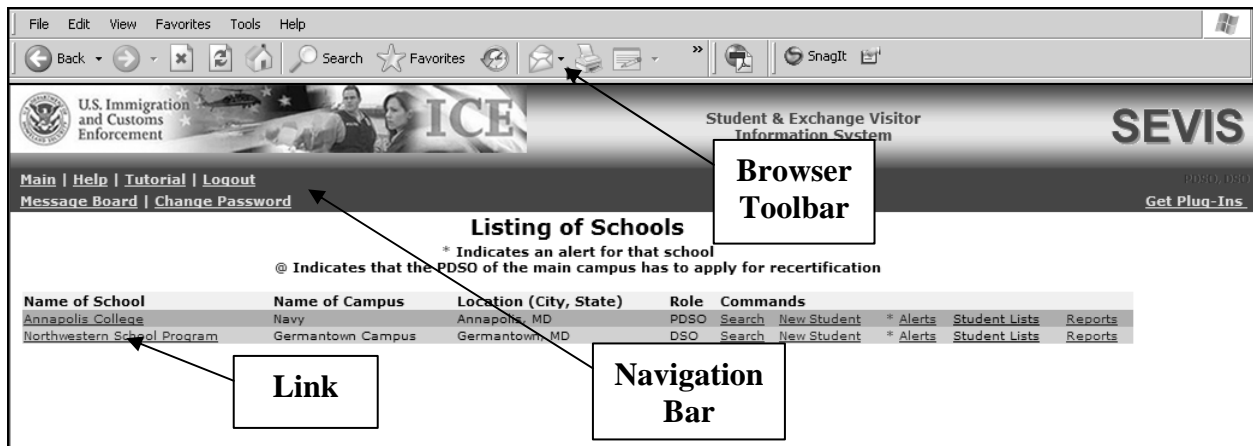 File Edit View Favorites Tools Help
Back Search Favorites » SnagIt
U.S. Immigration
and Customs
Enforcement
ICE
Student & Exchange Visitor
Information System
SEVIS
Main | Help | Tutorial | Logout PDSO, DSO
Message Board | Change Password Get Plug-Ins
Browser
Toolbar
Listing of Schools
* Indicates an alert for that school
@ Indicates that the PDSO of the main campus has to apply for recertification
Name of School Name of Campus Location (City, State) Role Commands
Annapolis College Navy Annapolis, MD PDSO Search New Student * Alerts Student Lists Reports
Northwestern School Program Germantown Campus Germantown, MD DSO Search New Student * Alerts Student Lists Reports
Link
Navigation
Bar